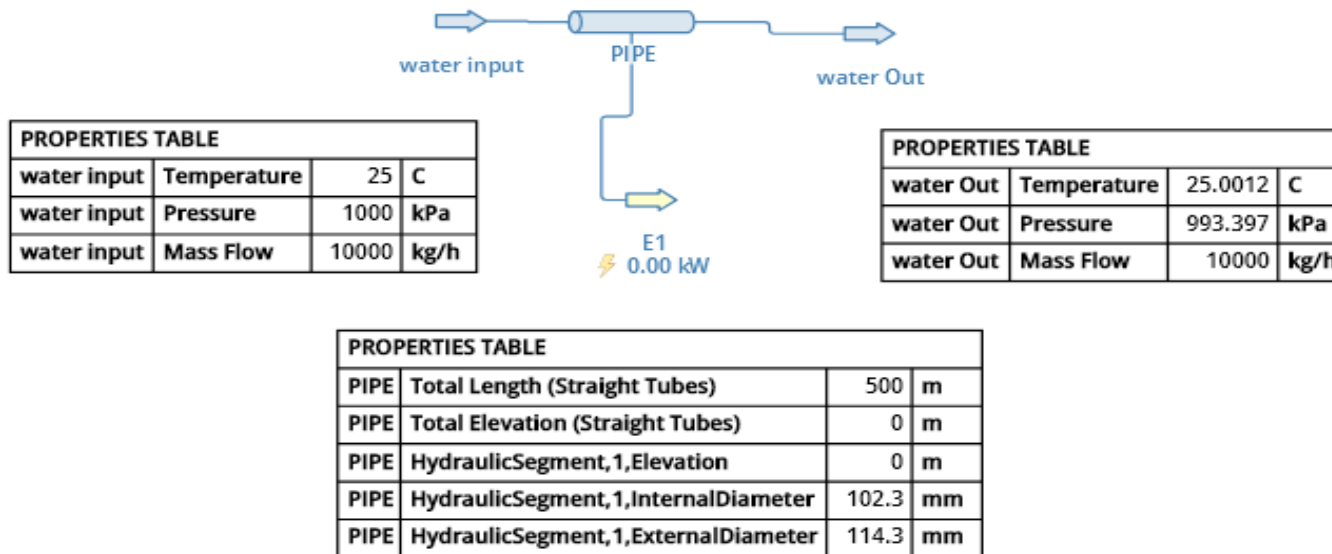 water input
PIPE
water Out
PROPERTIES TABLE
water input Temperature 25 C
water input Pressure 1000 kPa
water input Mass Flow 10000 kg/h
PROPERTIES TABLE
water Out Temperature 25.0012 C
water Out Pressure 993.397 kPa
water Out Mass Flow 10000 kg/h
E1
0.00 kW
PROPERTIES TABLE
PIPE Total Length (Straight Tubes) 500 m
PIPE Total Elevation (Straight Tubes) 0 m
PIPE HydraulicSegment,1,Elevation 0 m
PIPE HydraulicSegment,1,InternalDiameter 102.3 mm
PIPE HydraulicSegment,1,ExternalDiameter 114.3 mm